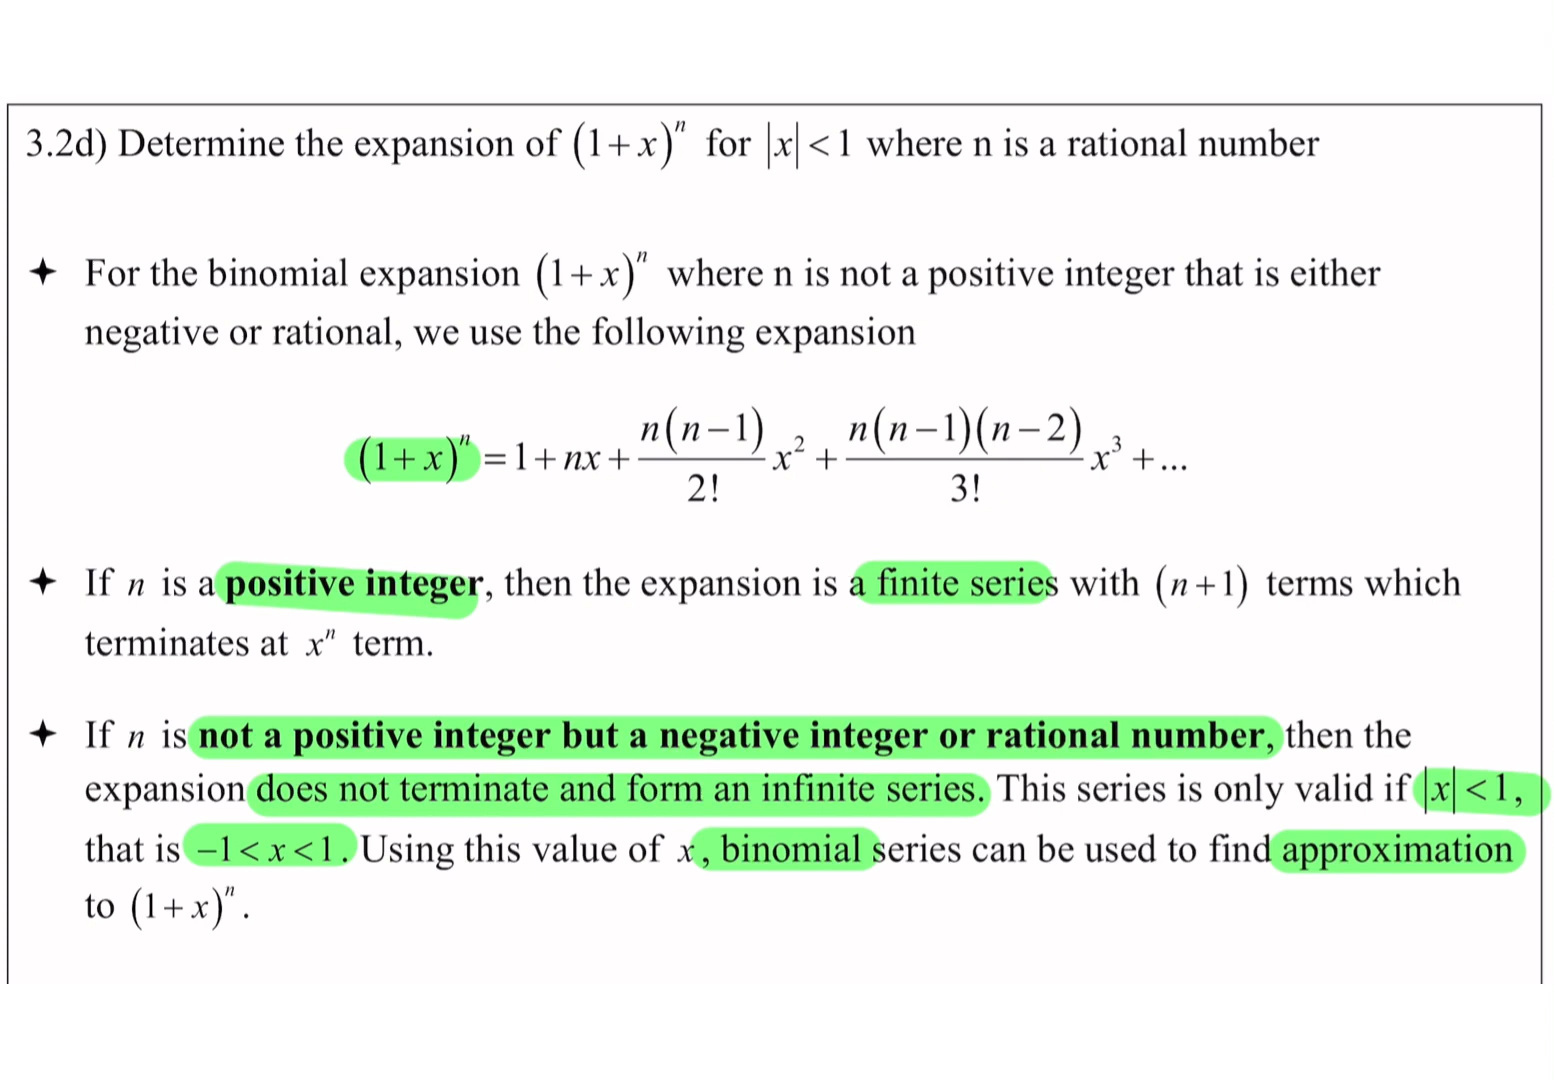 3.2d) Determine the expansion of (1+x)ⁿ for |x|<1 where n is a rational number
✦ For the binomial expansion (1+x)ⁿ where n is not a positive integer that is either
negative or rational, we use the following expansion
(1+x)ⁿ = 1+nx+ n(n−1)/2! x² + n(n−1)(n−2)/3! x³ +...
✦ If n is a positive integer, then the expansion is a finite series with (n+1) terms which
terminates at xⁿ term.
✦ If n is not a positive integer but a negative integer or rational number, then the
expansion does not terminate and form an infinite series. This series is only valid if |x|<1,
that is −1<x<1. Using this value of x, binomial series can be used to find approximation
to (1+x)ⁿ.